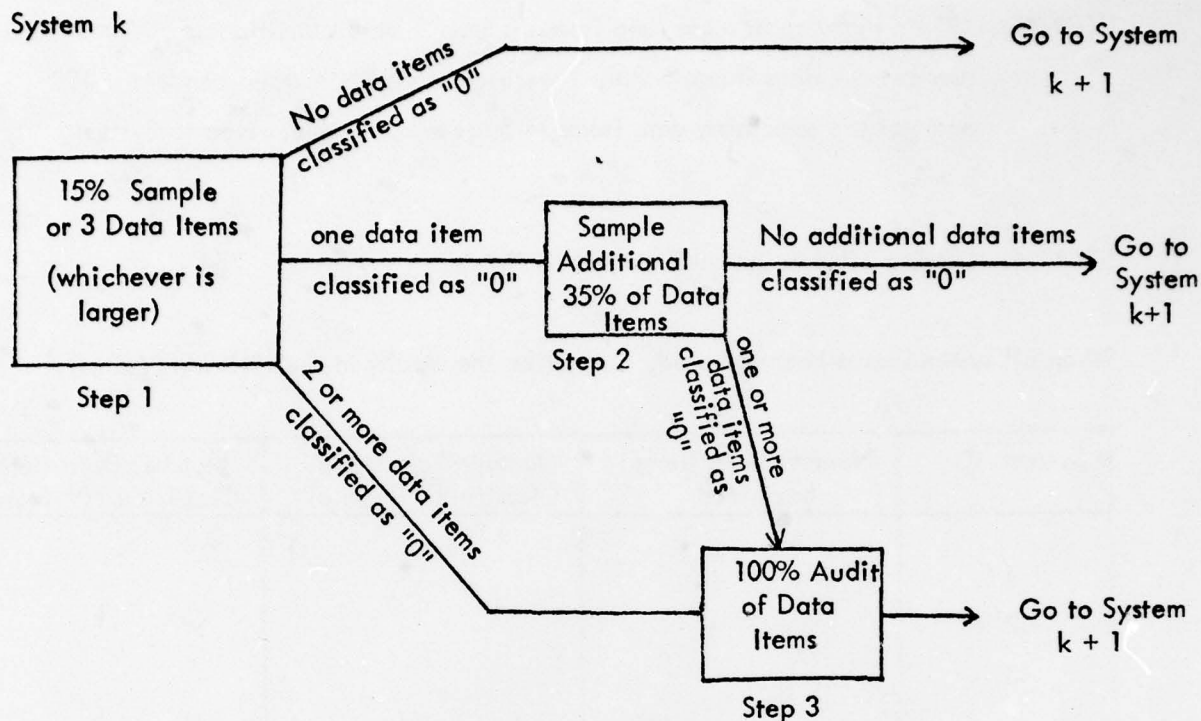 System k
No data items
classified as "0"
Go to System
k + 1
15% Sample
or 3 Data Items
(whichever is
larger)
Step 1
one data item
classified as "0"
Sample
Additional
35% of Data
Items
Step 2
No additional data items
classified as "0"
Go to
System
k+1
one or more
data items
classified as
"0"
2 or more data items
classified as "0"
100% Audit
of Data
Items
Step 3
Go to System
k + 1